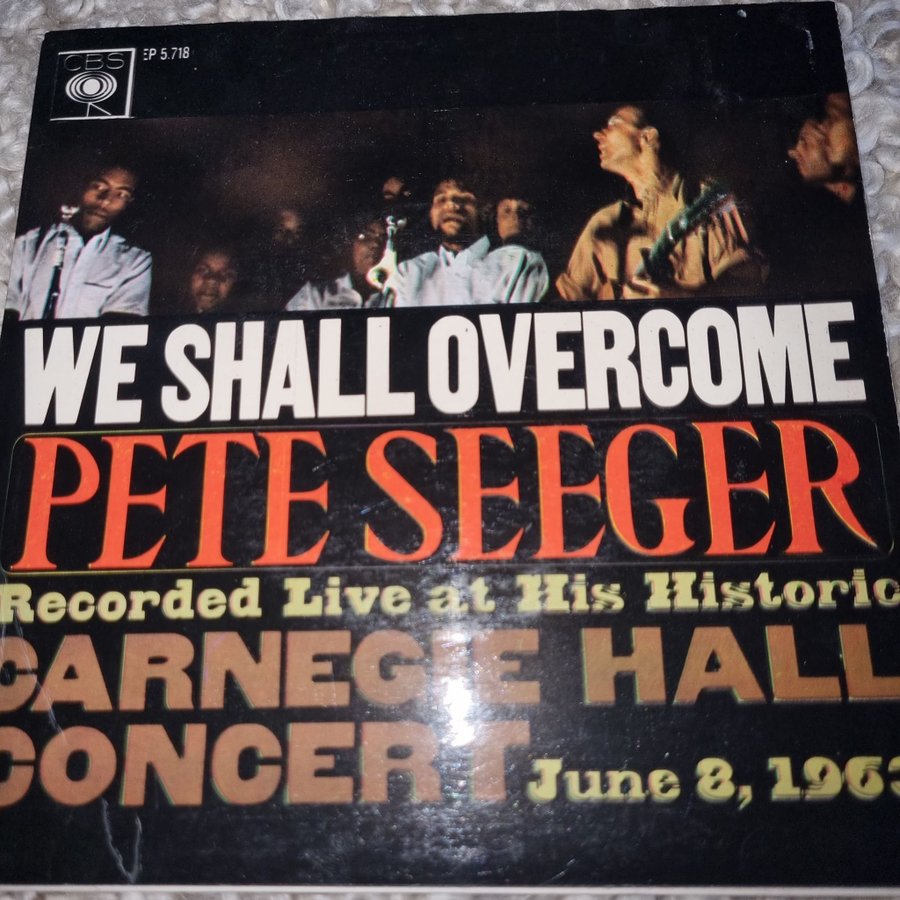 CBS
EP 5.718
WE SHALL OVERCOME
PETE SEEGER
Recorded Live at His Historic
CARNEGIE HALL
CONCERT June 8, 1963